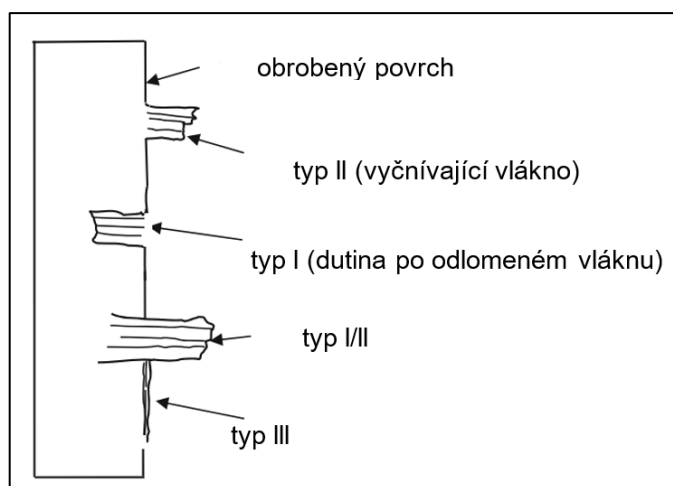 obrobený povrch
typ II (vyčnívající vlákno)
typ I (dutina po odlomeném vláknu)
typ I/II
typ III